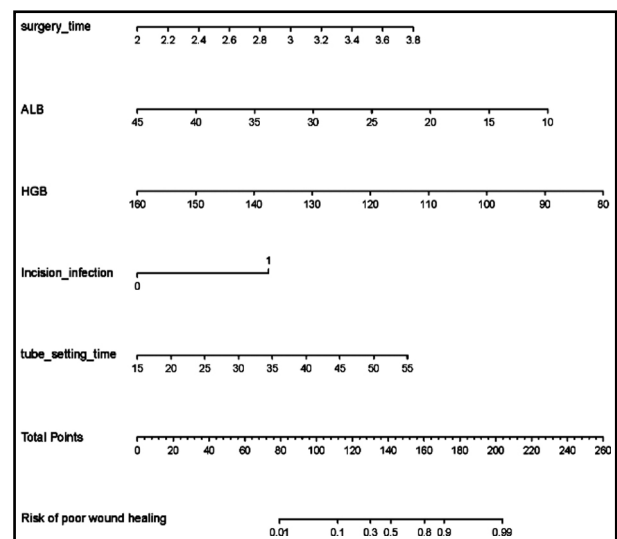 surgery_time
2 2.2 2.4 2.6 2.8 3 3.2 3.4 3.6 3.8
ALB
45 40 35 30 25 20 15 10
HGB
160 150 140 130 120 110 100 90 80
1
Incision_infection
0
tube_setting_time
15 20 25 30 35 40 45 50 55
Total Points
0 20 40 60 80 100 120 140 160 180 200 220 240 260
Risk of poor wound healing
0.01 0.1 0.3 0.5 0.8 0.9 0.99